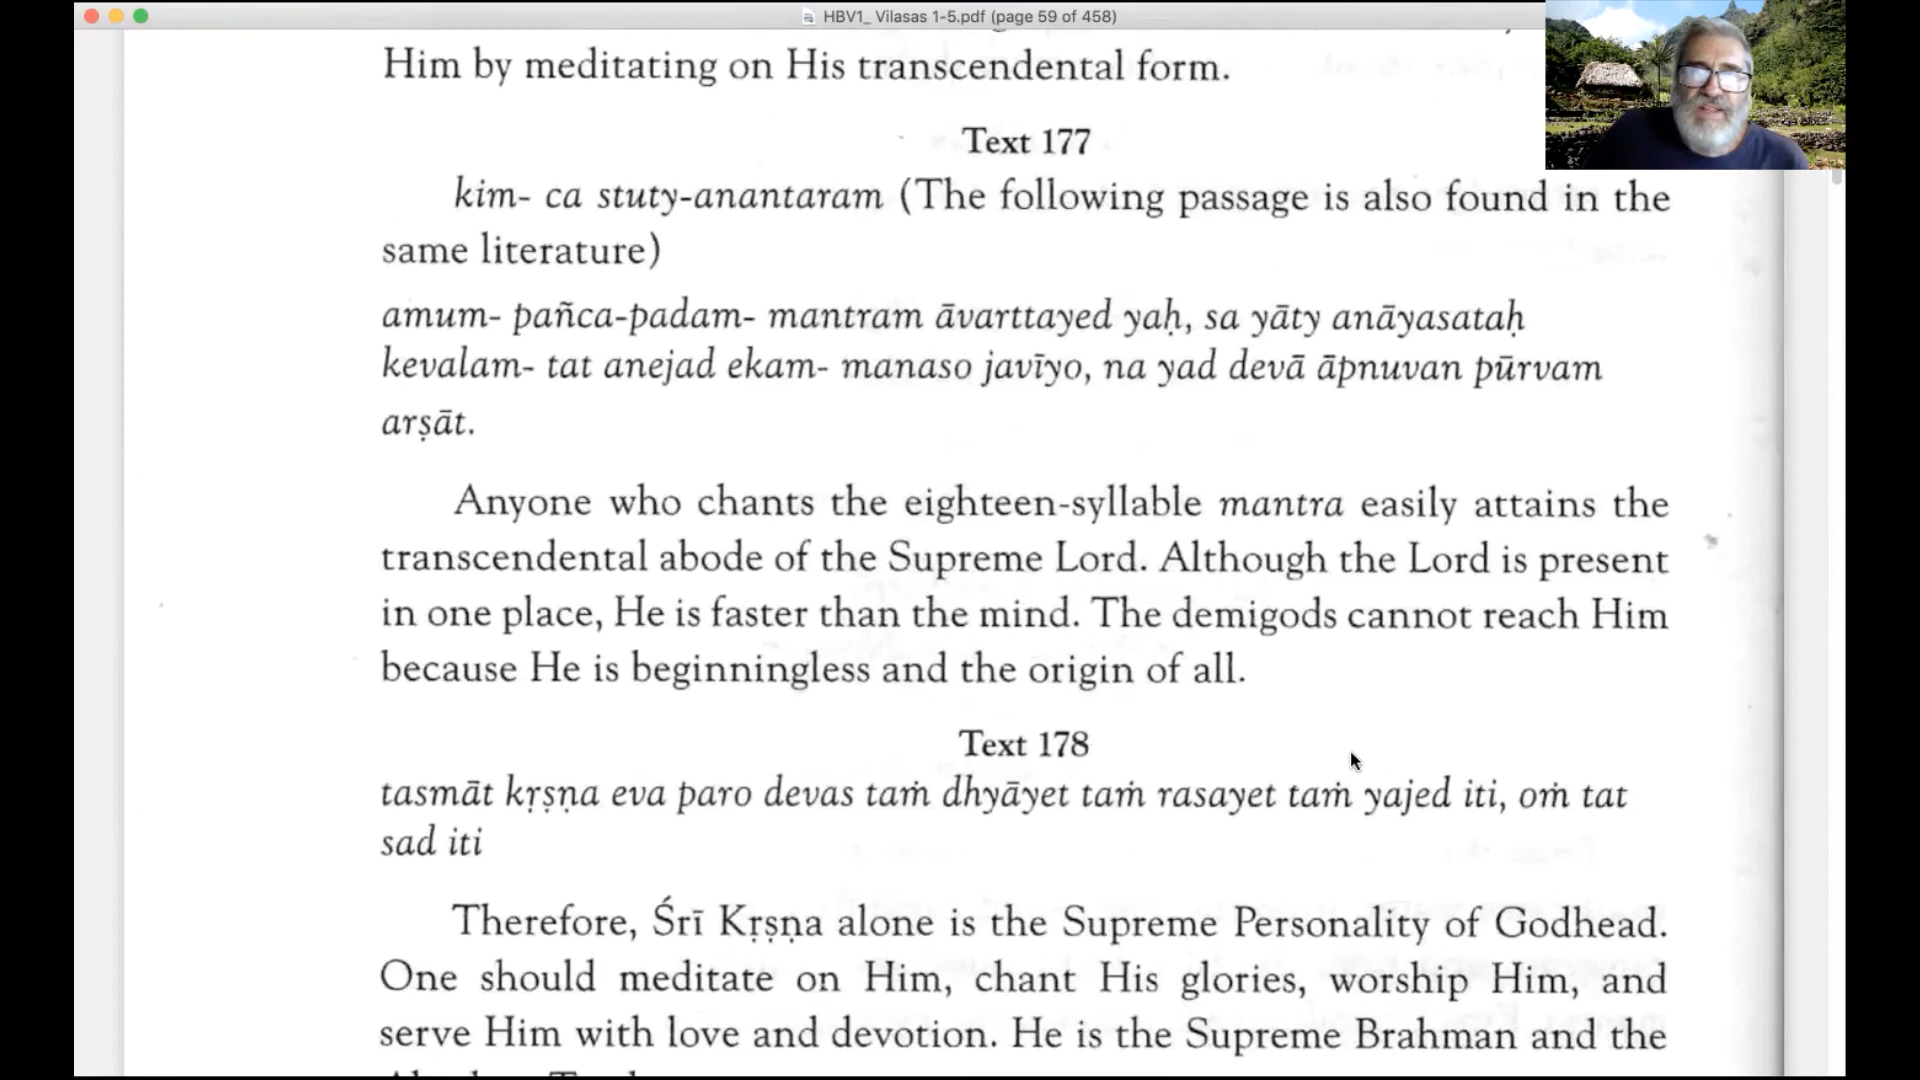 HBV1_ Vilasas 1-5.pdf (page 59 of 458)
Him by meditating on His transcendental form.
Text 177
kim- ca stuty-anantaram (The following passage is also found in the
same literature)
amum- pañca-padam- mantram āvarttayed yaḥ, sa yāty anāyasataḥ
kevalam- tat anejad ekam- manaso javīyo, na yad devā āpnuvan pūrvam
arṣāt.
Anyone who chants the eighteen-syllable mantra easily attains the
transcendental abode of the Supreme Lord. Although the Lord is present
in one place, He is faster than the mind. The demigods cannot reach Him
because He is beginningless and the origin of all.
Text 178
tasmāt kṛṣṇa eva paro devas taṁ dhyāyet taṁ rasayet taṁ yajed iti, oṁ tat
sad iti
Therefore, Śrī Kṛṣṇa alone is the Supreme Personality of Godhead.
One should meditate on Him, chant His glories, worship Him, and
serve Him with love and devotion. He is the Supreme Brahman and the